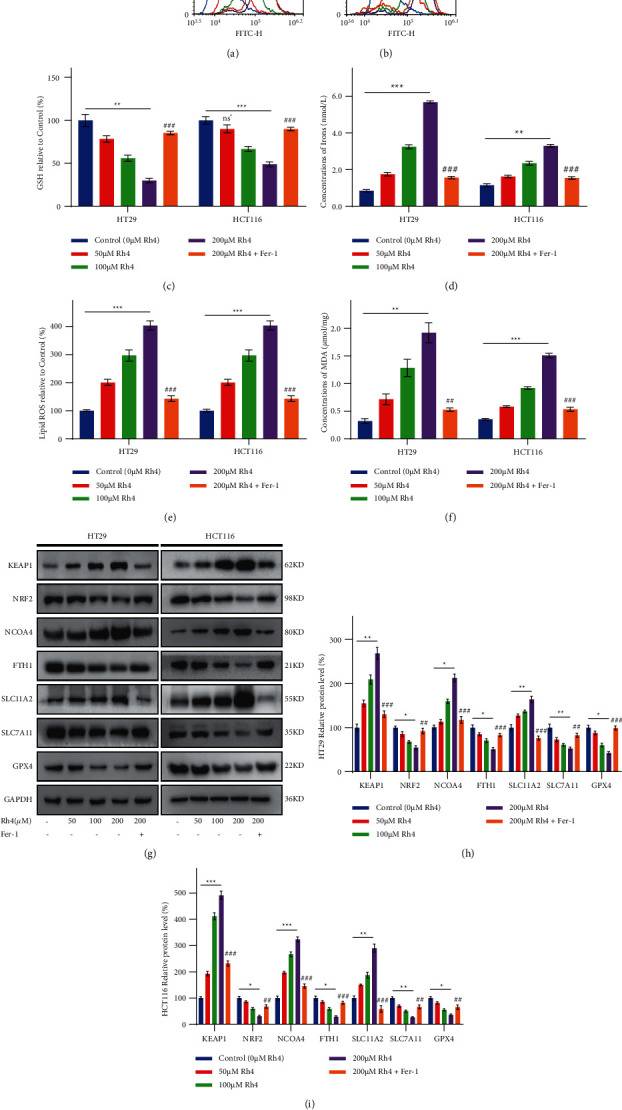 0 0
10^3.5 10^4 10^5 10^6.2 10^4 10^5 10^6.1
FITC-H FITC-H
(a) (b)
GSH relative to Control (%)
150
100
50
0
** *** ### ns ###
HT29 HCT116
Control (0μM Rh4) 200μM Rh4
50μM Rh4 200μM Rh4 + Fer-1
100μM Rh4
(c)
Concentrations of Irons (nmol/L)
6.0
4.0
2.0
0.0
*** ### ** ###
HT29 HCT116
Control (0μM Rh4) 200μM Rh4
50μM Rh4 200μM Rh4 + Fer-1
100μM Rh4
(d)
Lipid ROS relative to Control (%)
400
300
200
100
0
*** ### *** ###
HT29 HCT116
Control (0μM Rh4) 200μM Rh4
50μM Rh4 200μM Rh4 + Fer-1
100μM Rh4
(e)
Concentrations of MDA (μmol/mg)
2.0
1.5
1.0
0.5
0.0
** ## *** ###
HT29 HCT116
Control (0μM Rh4) 200μM Rh4
50μM Rh4 200μM Rh4 + Fer-1
100μM Rh4
(f)
HT29 HCT116
KEAP1 62KD
NRF2 98KD
NCOA4 80KD
FTH1 21KD
SLC11A2 55KD
SLC7A11 35KD
GPX4 22KD
GAPDH 36KD
Rh4(μM) - 50 100 200 200 - 50 100 200 200
Fer-1 - - - - + - - - - +
(g)
HT29 Relative protein level (%)
300
200
100
0
** ### * ## * ### * ### ** ### ** ## * ###
KEAP1 NRF2 NCOA4 FTH1 SLC11A2 SLC7A11 GPX4
Control (0μM Rh4) 200μM Rh4
50μM Rh4 200μM Rh4 + Fer-1
100μM Rh4
(h)
HCT116 Relative protein level (%)
500
400
300
200
100
0
*** ### * ## *** ### * ### ** ### ** ## * ##
KEAP1 NRF2 NCOA4 FTH1 SLC11A2 SLC7A11 GPX4
Control (0μM Rh4) 200μM Rh4
50μM Rh4 200μM Rh4 + Fer-1
100μM Rh4
(i)